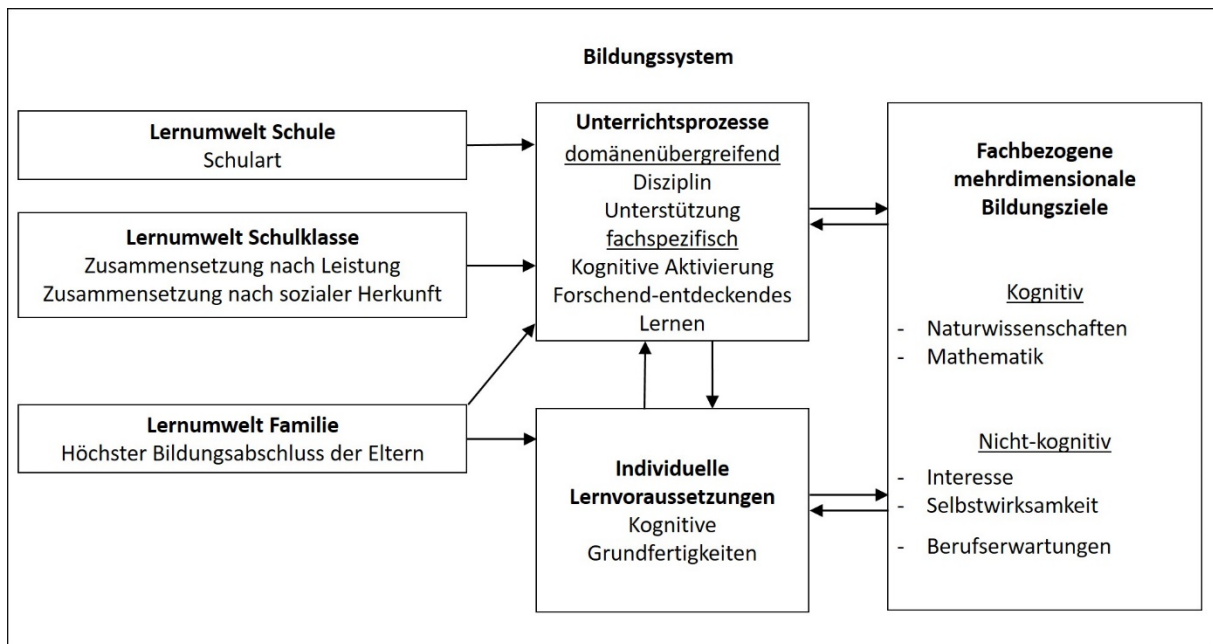 Bildungssystem
Lernumwelt Schule
Schulart
Lernumwelt Schulklasse
Zusammensetzung nach Leistung
Zusammensetzung nach sozialer Herkunft
Lernumwelt Familie
Höchster Bildungsabschluss der Eltern
Unterrichtsprozesse
domänenübergreifend
Disziplin
Unterstützung
fachspezifisch
Kognitive Aktivierung
Forschend-entdeckendes
Lernen
Individuelle
Lernvoraussetzungen
Kognitive
Grundfertigkeiten
Fachbezogene
mehrdimensionale
Bildungsziele
Kognitiv
- Naturwissenschaften
- Mathematik
Nicht-kognitiv
- Interesse
- Selbstwirksamkeit
- Berufserwartungen